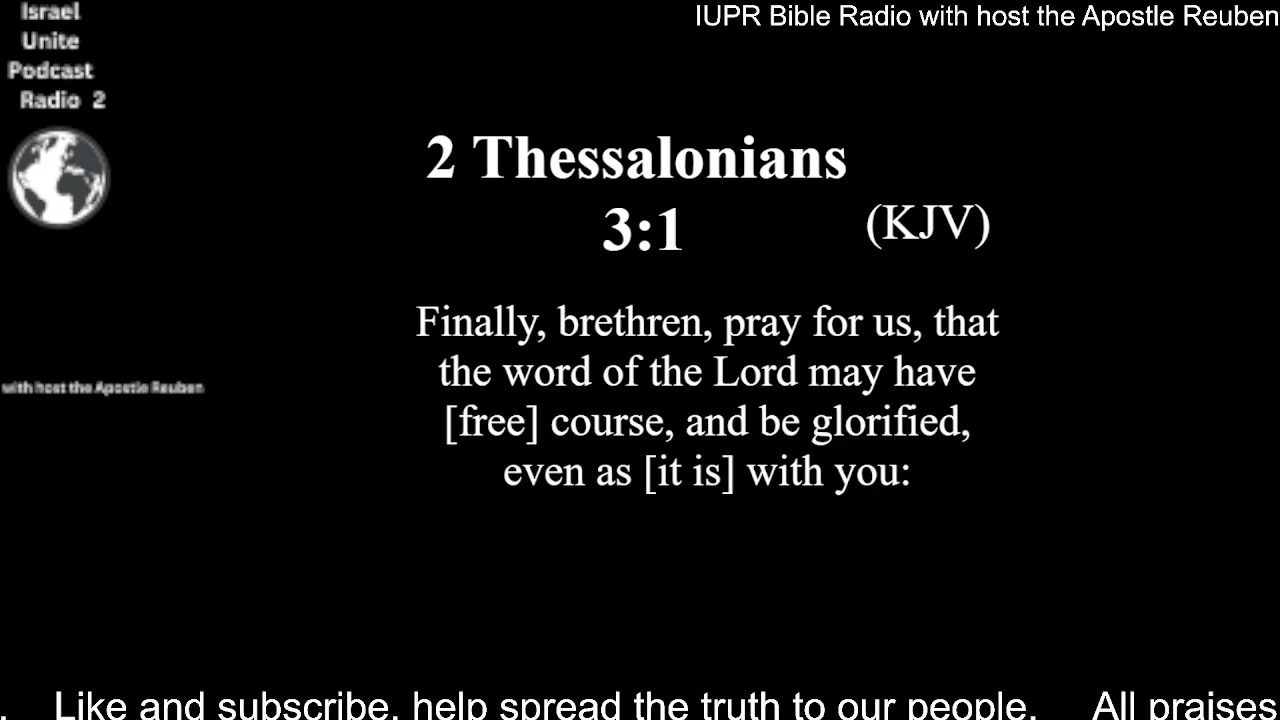 Israel
Unite
Podcast
Radio 2
IUPR Bible Radio with host the Apostle Reuben
2 Thessalonians
3:1
(KJV)
Finally, brethren, pray for us, that
the word of the Lord may have
[free] course, and be glorified,
even as [it is] with you:
with host the Apostle Reuben
. Like and subscribe, help spread the truth to our people. All praises